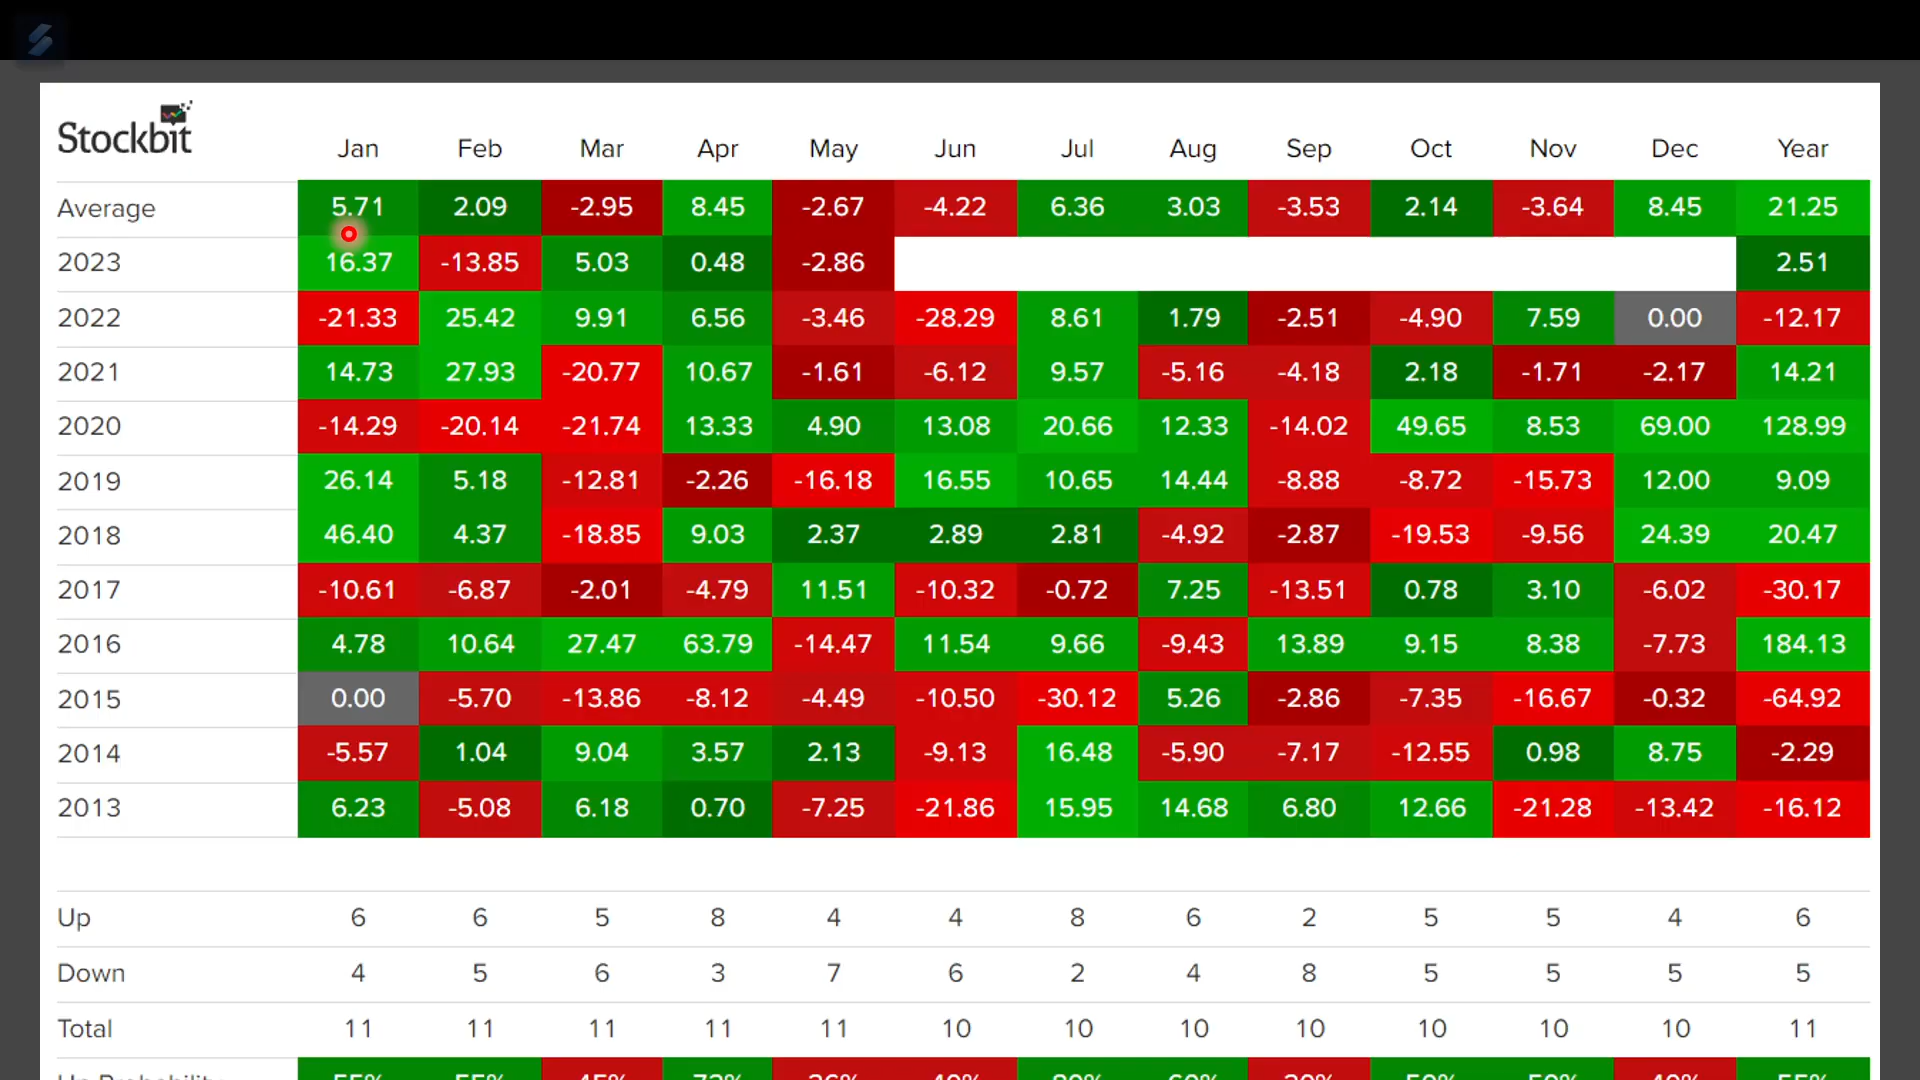 Stockbit
Jan Feb Mar Apr May Jun Jul Aug Sep Oct Nov Dec Year
Average 5.71 2.09 -2.95 8.45 -2.67 -4.22 6.36 3.03 -3.53 2.14 -3.64 8.45 21.25
2023 16.37 -13.85 5.03 0.48 -2.86 2.51
2022 -21.33 25.42 9.91 6.56 -3.46 -28.29 8.61 1.79 -2.51 -4.90 7.59 0.00 -12.17
2021 14.73 27.93 -20.77 10.67 -1.61 -6.12 9.57 -5.16 -4.18 2.18 -1.71 -2.17 14.21
2020 -14.29 -20.14 -21.74 13.33 4.90 13.08 20.66 12.33 -14.02 49.65 8.53 69.00 128.99
2019 26.14 5.18 -12.81 -2.26 -16.18 16.55 10.65 14.44 -8.88 -8.72 -15.73 12.00 9.09
2018 46.40 4.37 -18.85 9.03 2.37 2.89 2.81 -4.92 -2.87 -19.53 -9.56 24.39 20.47
2017 -10.61 -6.87 -2.01 -4.79 11.51 -10.32 -0.72 7.25 -13.51 0.78 3.10 -6.02 -30.17
2016 4.78 10.64 27.47 63.79 -14.47 11.54 9.66 -9.43 13.89 9.15 8.38 -7.73 184.13
2015 0.00 -5.70 -13.86 -8.12 -4.49 -10.50 -30.12 5.26 -2.86 -7.35 -16.67 -0.32 -64.92
2014 -5.57 1.04 9.04 3.57 2.13 -9.13 16.48 -5.90 -7.17 -12.55 0.98 8.75 -2.29
2013 6.23 -5.08 6.18 0.70 -7.25 -21.86 15.95 14.68 6.80 12.66 -21.28 -13.42 -16.12
Up 6 6 5 8 4 4 8 6 2 5 5 4 6
Down 4 5 6 3 7 6 2 4 8 5 5 5 5
Total 11 11 11 11 11 10 10 10 10 10 10 10 11